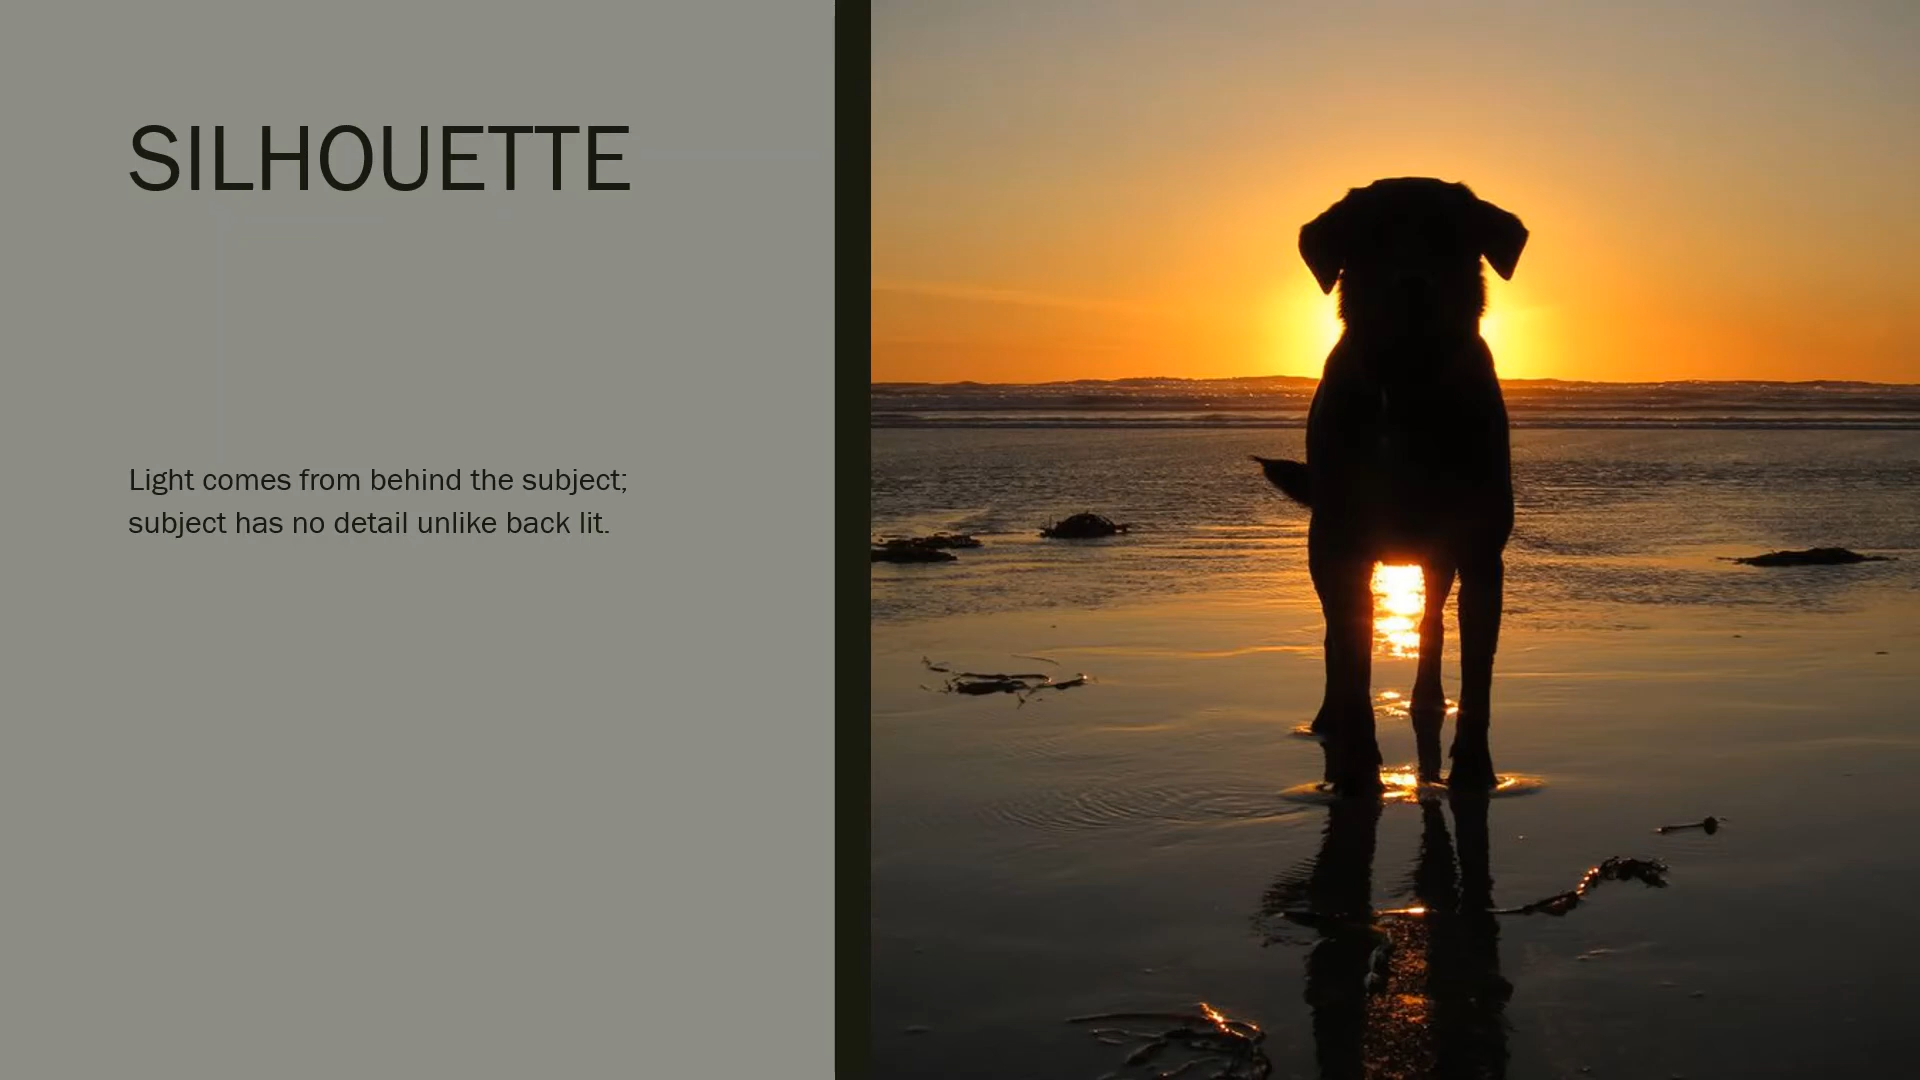 SILHOUETTE
Light comes from behind the subject;
subject has no detail unlike back lit.